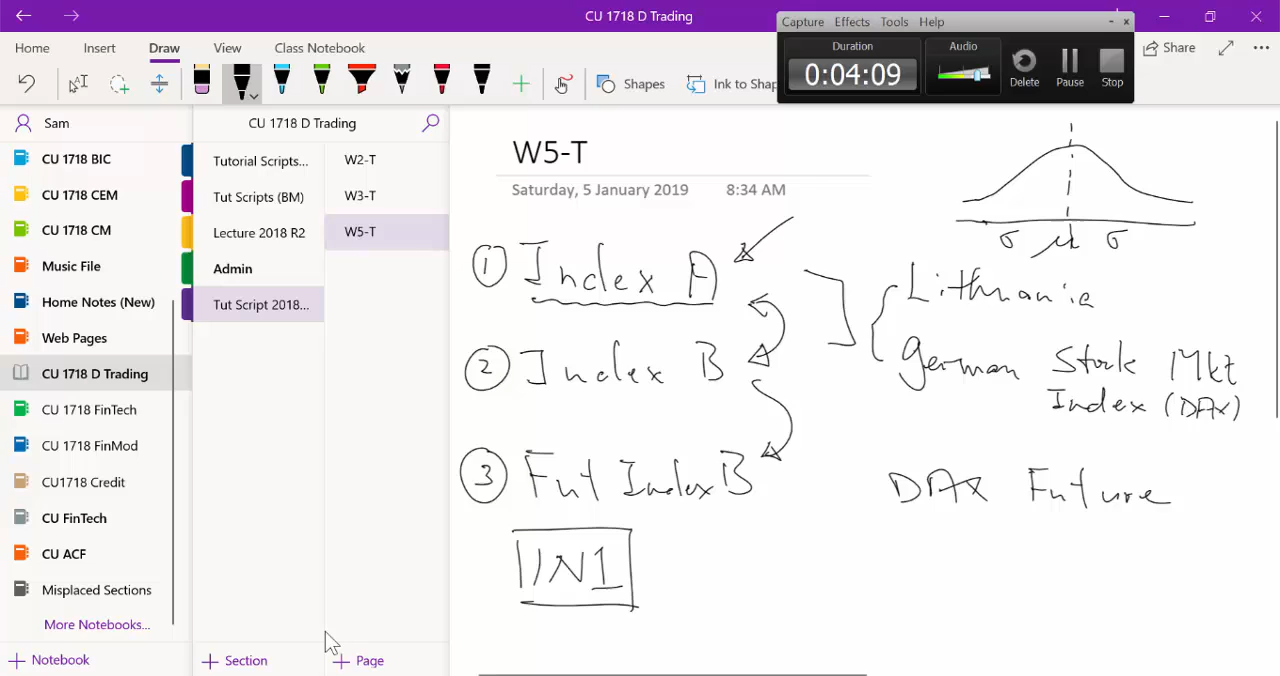 CU 1718 D Trading
Capture Effects Tools Help
Duration
0:04:09
Audio
Delete
Pause
Stop
Home Insert Draw View Class Notebook
Share
Shapes
Ink to Shap
Sam
CU 1718 BIC
CU 1718 CEM
CU 1718 CM
Music File
Home Notes (New)
Web Pages
CU 1718 D Trading
CU 1718 FinTech
CU 1718 FinMod
CU1718 Credit
CU FinTech
CU ACF
Misplaced Sections
More Notebooks...
Notebook
CU 1718 D Trading
Tutorial Scripts...
Tut Scripts (BM)
Lecture 2018 R2
Admin
Tut Script 2018...
Section
W2-T
W3-T
W5-T
Page
W5-T
Saturday, 5 January 2019 8:34 AM
σ μ σ
① Index A
② Index B
③ Fut Index B
Lithuania
German Stock Mkt
Index (DAX)
DAX Future